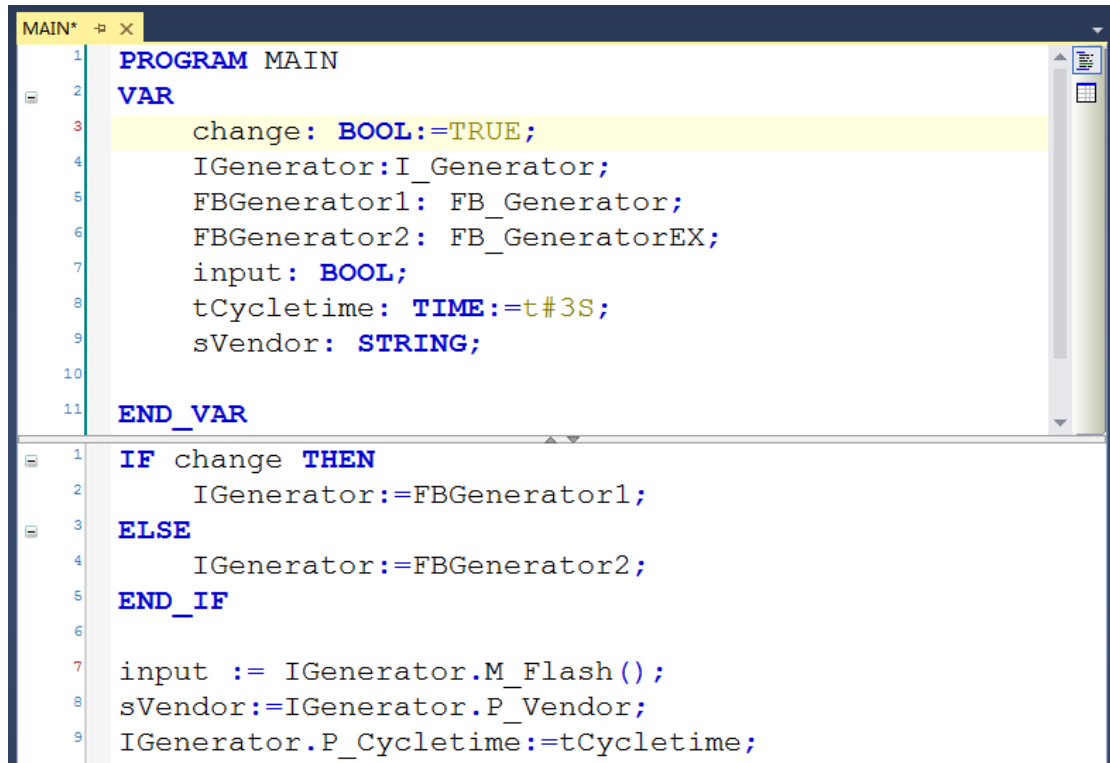 MAIN*
1 PROGRAM MAIN
2 VAR
3 change: BOOL:=TRUE;
4 IGenerator:I_Generator;
5 FBGenerator1: FB_Generator;
6 FBGenerator2: FB_GeneratorEX;
7 input: BOOL;
8 tCycletime: TIME:=t#3S;
9 sVendor: STRING;
10
11 END_VAR
1 IF change THEN
2 IGenerator:=FBGenerator1;
3 ELSE
4 IGenerator:=FBGenerator2;
5 END_IF
6
7 input := IGenerator.M_Flash();
8 sVendor:=IGenerator.P_Vendor;
9 IGenerator.P_Cycletime:=tCycletime;